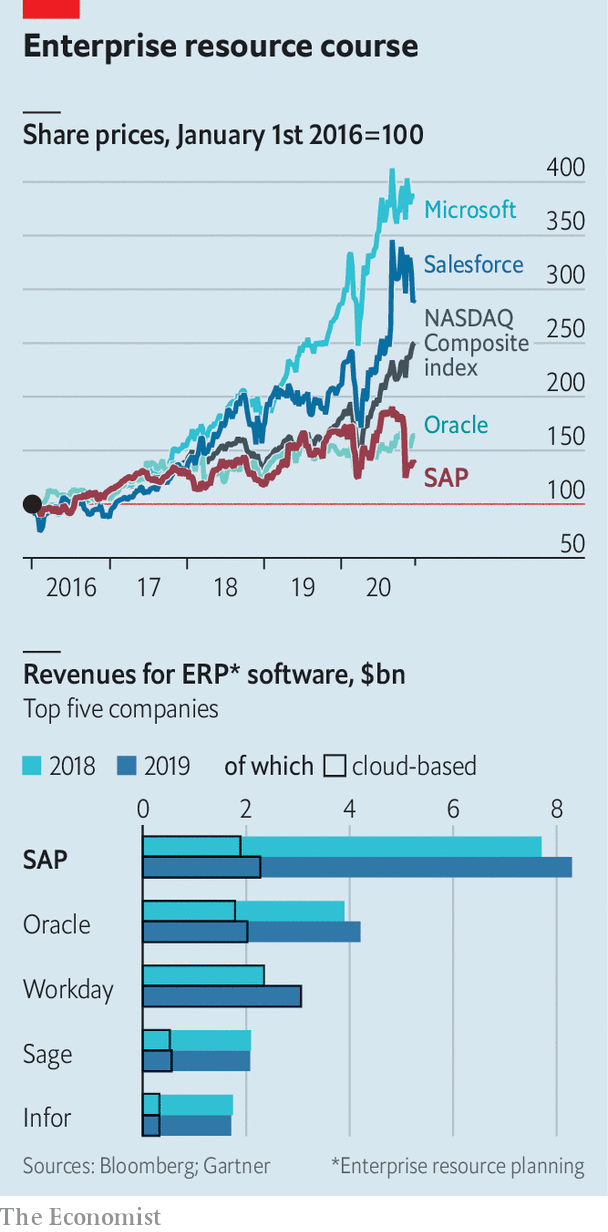 Enterprise resource course
Share prices, January 1st 2016=100
400
Microsoft
350
Salesforce
300
NASDAQ
Composite
index
250
200
Oracle
150
SAP
100
50
2016 17 18 19 20
Revenues for ERP* software, $bn
Top five companies
2018 2019 of which cloud-based
0 2 4 6 8
SAP
Oracle
Workday
Sage
Infor
Sources: Bloomberg; Gartner *Enterprise resource planning
The Economist